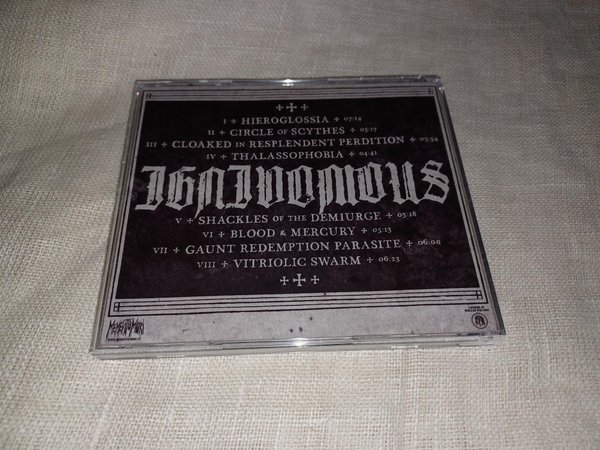 I + HIEROGLOSSIA + 07:14
II + CIRCLE OF SCYTHES + 05:17
III + CLOAKED IN RESPLENDENT PERDITION + 05:54
IV + THALASSOPHOBIA + 04:41
IGNIVOMOUS
V + SHACKLES OF THE DEMIURGE + 05:18
VI + BLOOD & MERCURY + 05:13
VII + GAUNT REDEMPTION PARASITE + 06:00
VIII + VITRIOLIC SWARM + 06:23